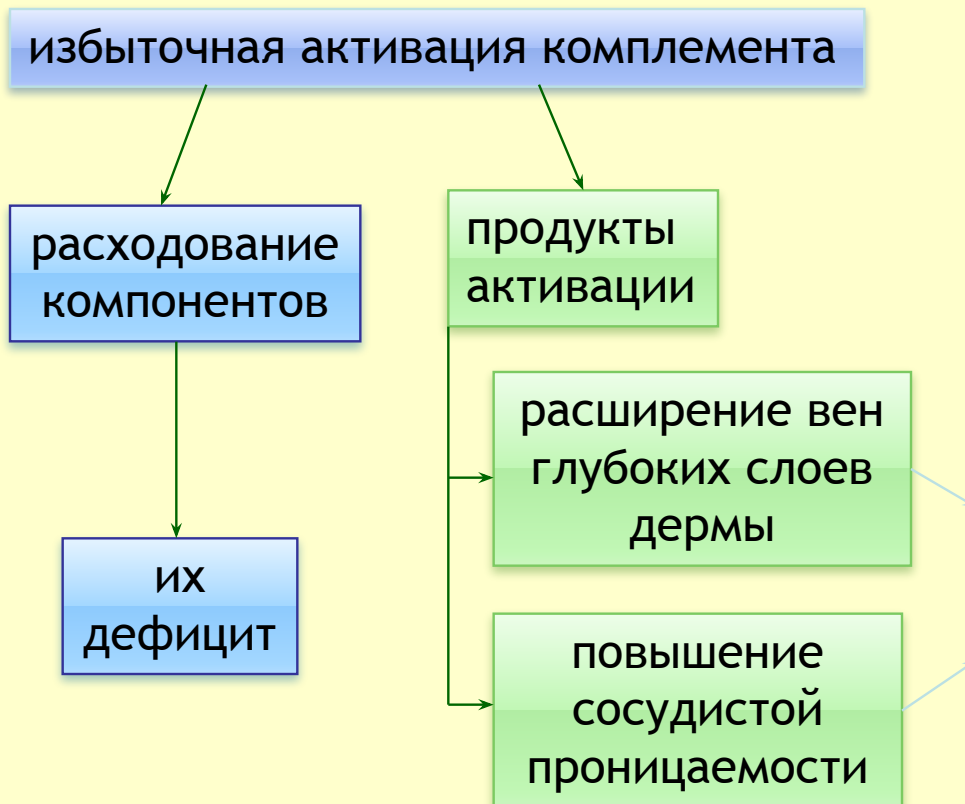 избыточная активация комплемента
расходование
компонентов
продукты
активации
расширение вен
глубоких слоев
дермы
их
дефицит
повышение
сосудистой
проницаемости